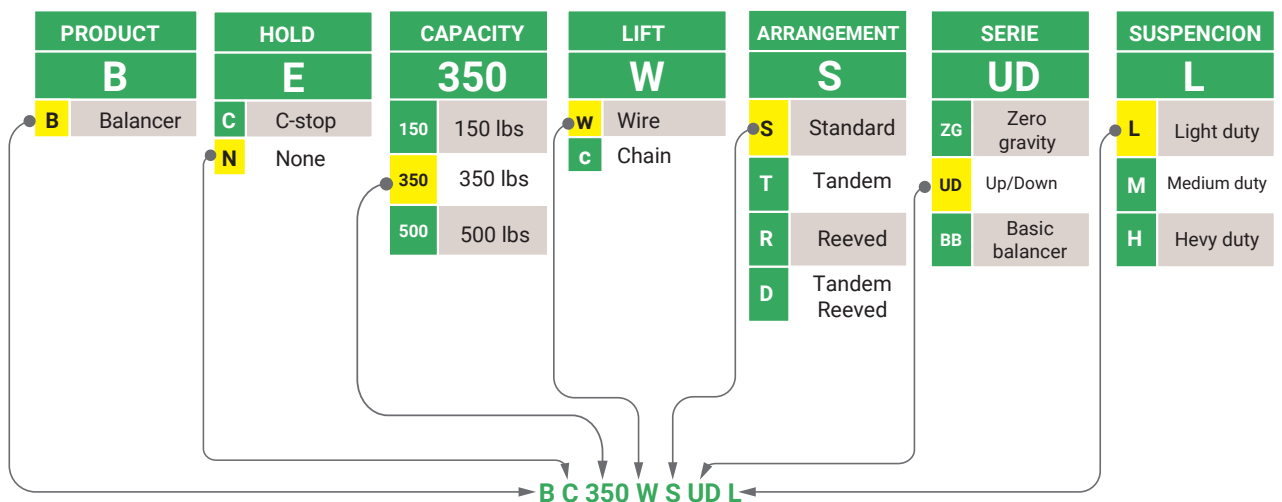 PRODUCT
B
B Balancer
HOLD
E
C C-stop
N None
CAPACITY
350
150 150 lbs
350 350 lbs
500 500 lbs
LIFT
W
w Wire
c Chain
ARRANGEMENT
S
S Standard
T Tandem
R Reeved
D Tandem
Reeved
SERIE
UD
ZG Zero
gravity
UD Up/Down
BB Basic
balancer
SUSPENCION
L
L Light duty
M Medium duty
H Hevy duty
B C 350 W S UD L